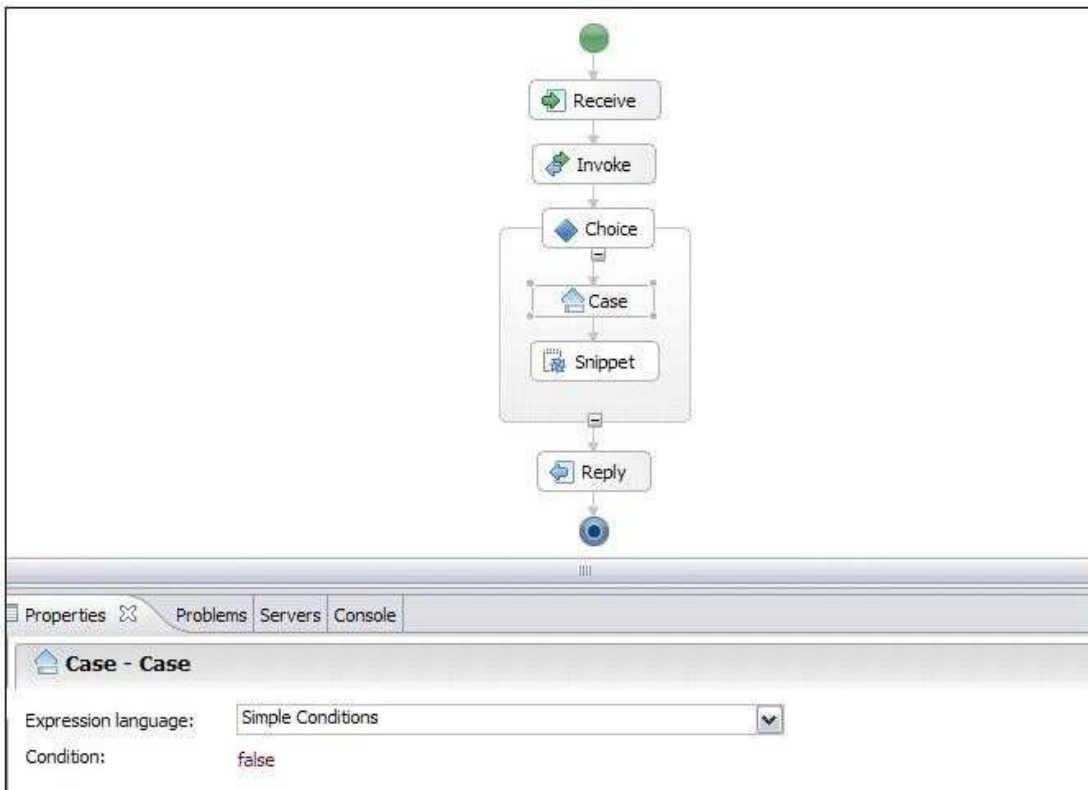 Receive
Invoke
Choice
Case
Snippet
Reply
Properties Problems Servers Console
Case - Case
Expression language: Simple Conditions
Condition: false